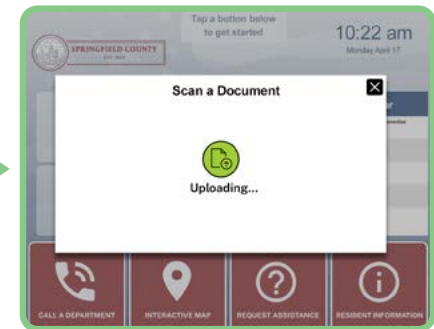 Tap a button below
to get started
10:22 am
Monday April 17
SPRINGFIELD COUNTY
Scan a Document
Uploading...
CALL A DEPARTMENT
INTERACTIVE MAP
REQUEST ASSISTANCE
RESIDENT INFORMATION